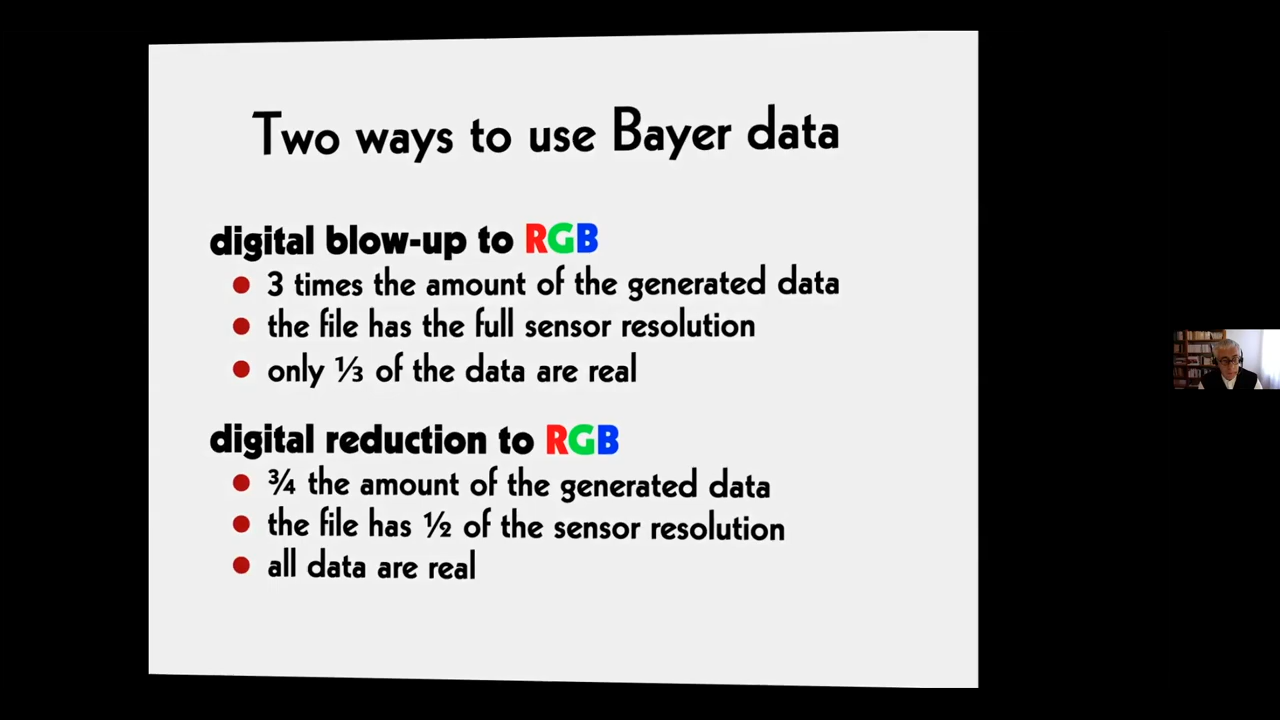 Two ways to use Bayer data
digital blow-up to RGB
3 times the amount of the generated data
the file has the full sensor resolution
only ⅓ of the data are real
digital reduction to RGB
¾ the amount of the generated data
the file has ½ of the sensor resolution
all data are real